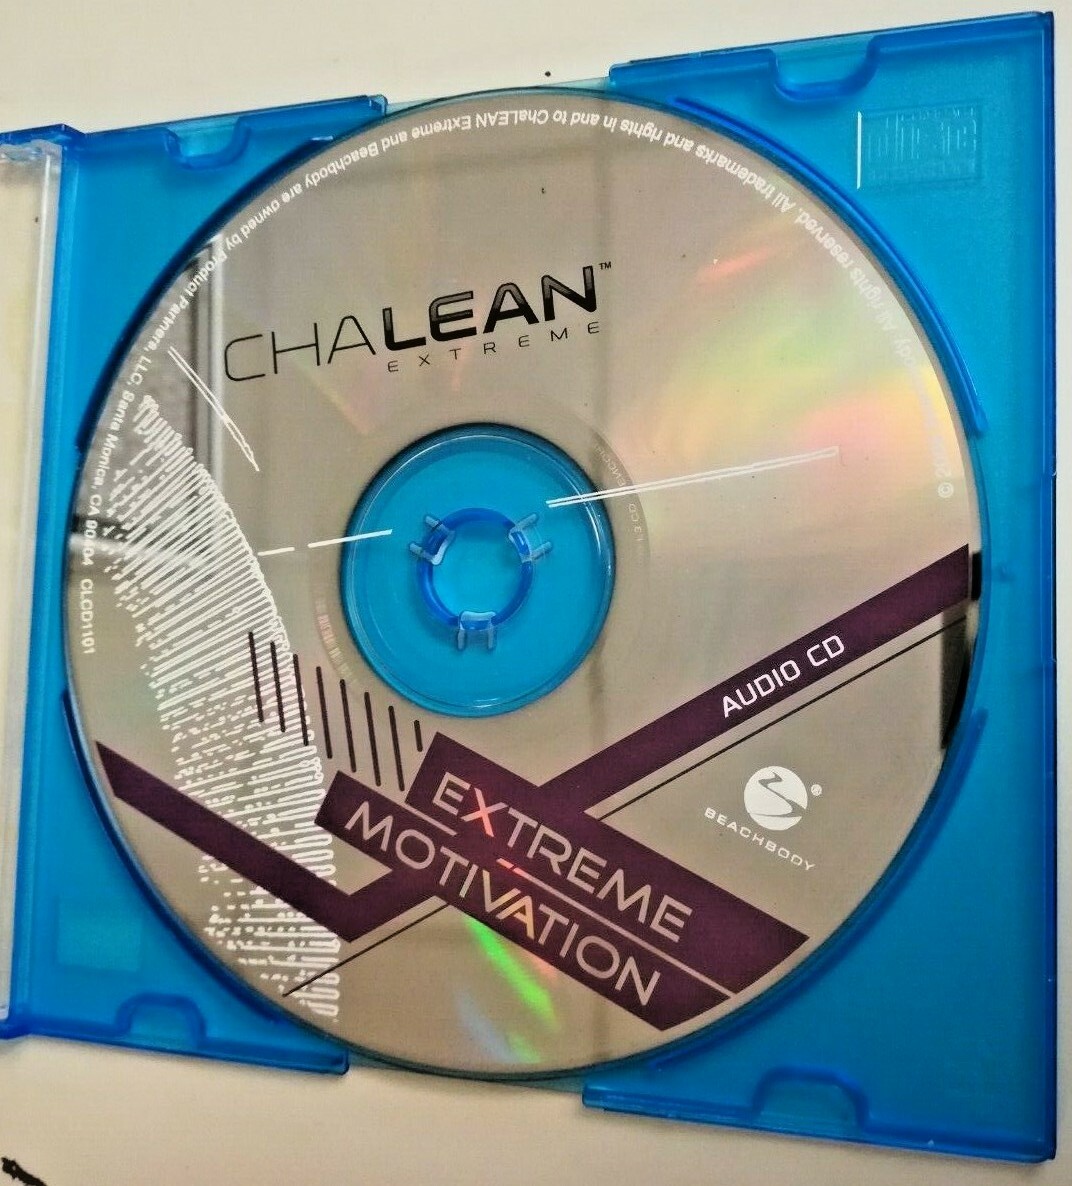 CHALEAN™
EXTREME
AUDIO CD
EXTREME
MOTIVATION
BEACHBODY®
All rights reserved. All trademarks and rights in and to ChaLEAN Extreme and Beachbody are owned by Product Partners, LLC, Santa Monica, CA 90404 CLCD1101